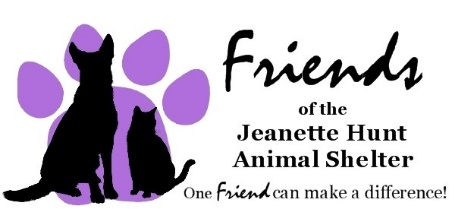 Friends
of the
Jeanette Hunt
Animal Shelter
One Friend can make a difference!